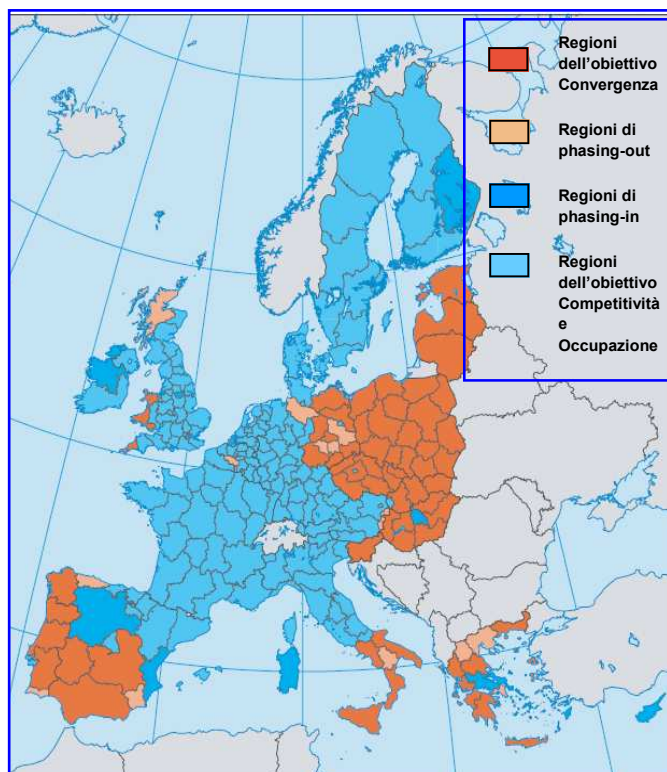 Regioni
dell'obiettivo
Convergenza
Regioni di
phasing-out
Regioni di
phasing-in
Regioni
dell'obiettivo
Competitività
e
Occupazione